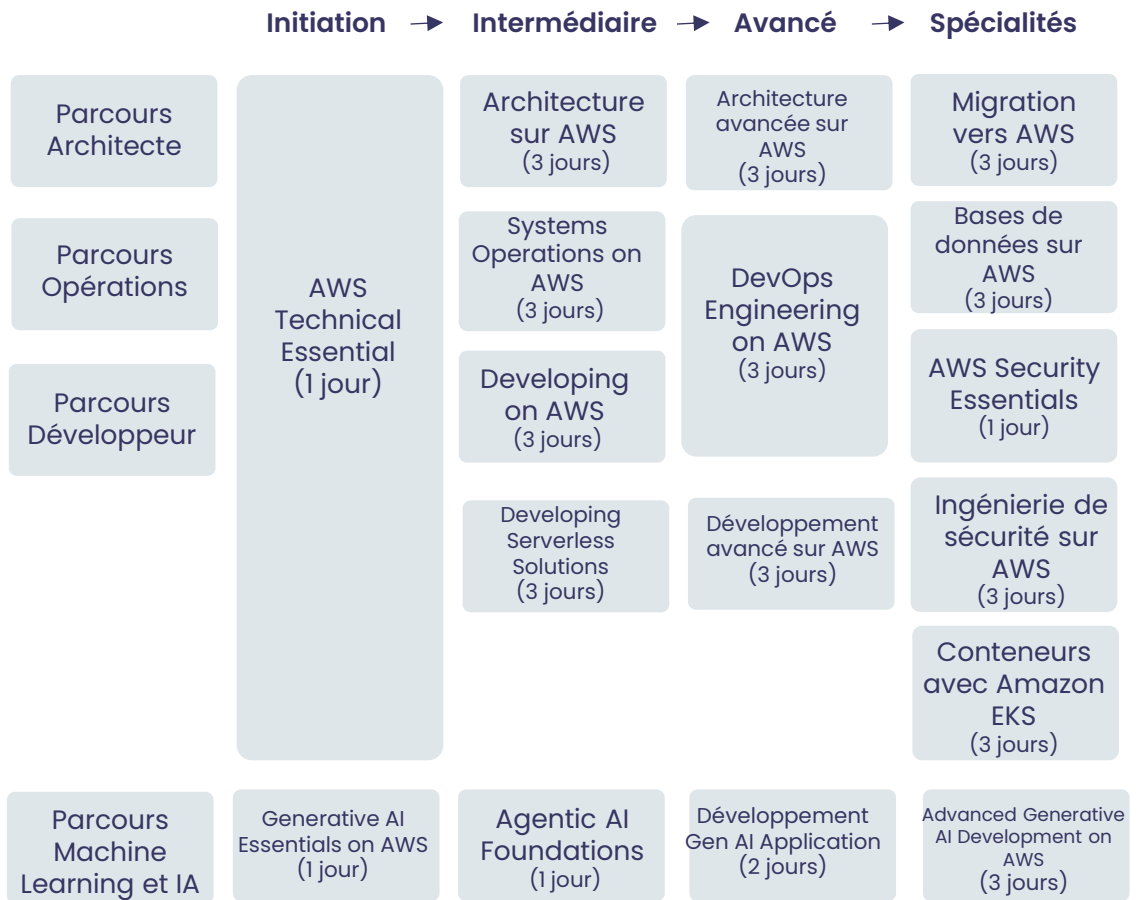 Initiation → Intermédiaire → Avancé → Spécialités
Parcours
Architecte
Parcours
Opérations
Parcours
Développeur
AWS
Technical
Essential
(1 jour)
Architecture
sur AWS
(3 jours)
Systems
Operations on
AWS
(3 jours)
Developing
on AWS
(3 jours)
Developing
Serverless
Solutions
(3 jours)
Architecture
avancée sur
AWS
(3 jours)
DevOps
Engineering
on AWS
(3 jours)
Développement
avancé sur AWS
(3 jours)
Migration
vers AWS
(3 jours)
Bases de
données sur
AWS
(3 jours)
AWS Security
Essentials
(1 jour)
Ingénierie de
sécurité sur
AWS
(3 jours)
Conteneurs
avec Amazon
EKS
(3 jours)
Parcours
Machine
Learning et IA
Generative AI
Essentials on AWS
(1 jour)
Agentic AI
Foundations
(1 jour)
Développement
Gen AI Application
(2 jours)
Advanced Generative
AI Development on
AWS
(3 jours)